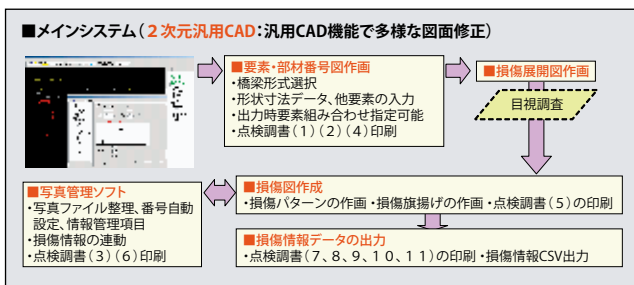 ■メインシステム（２次元汎用CAD：汎用CAD機能で多様な図面修正）
■要素・部材番号図作画
・橋梁形式選択
・形状寸法データ、他要素の入力
・出力時要素組み合わせ指定可能
・点検調書（1）（2）（4）印刷
■損傷展開図作画
目視調査
■写真管理ソフト
・写真ファイル整理、番号自動
設定、情報管理項目
・損傷情報の連動
・点検調書（3）（6）印刷
■損傷図作成
・損傷パターンの作画 ・損傷旗揚げの作画 ・点検調書（5）の印刷
■損傷情報データの出力
・点検調書（7、8、9、10、11）の印刷 ・損傷情報CSV出力